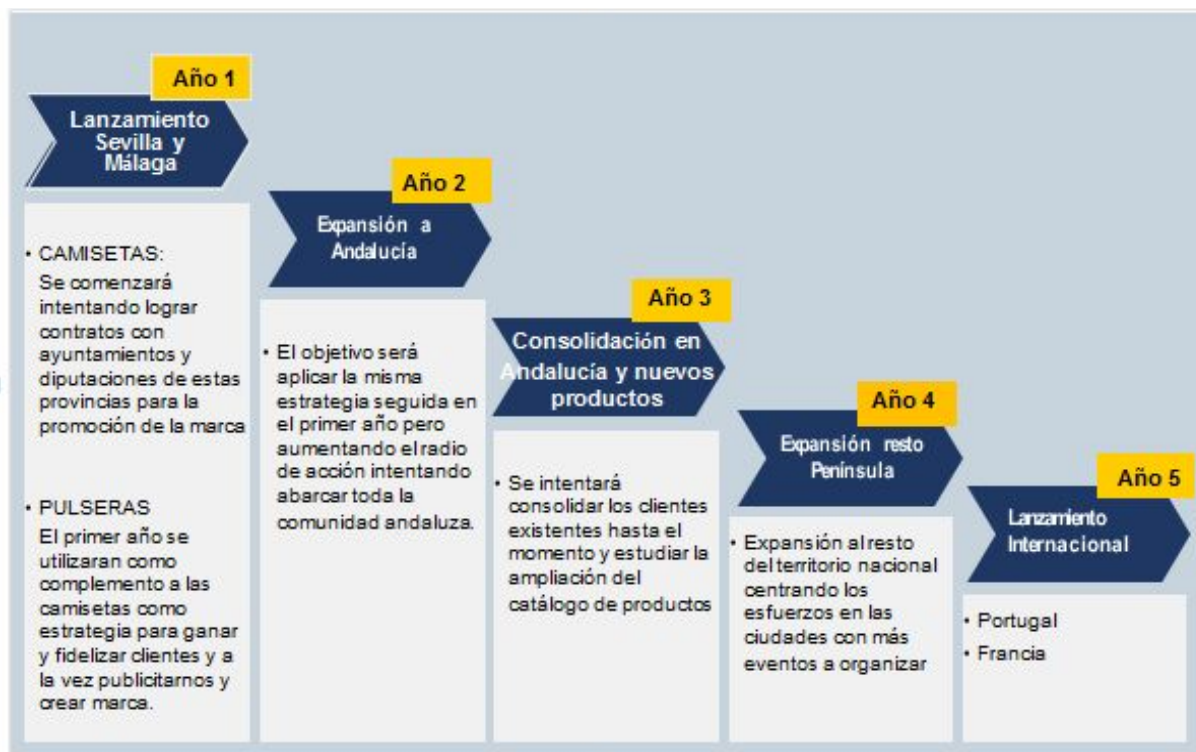 Año 1
Lanzamiento
Sevilla y
Málaga
• CAMISETAS:
Se comenzará
intentando lograr
contratos con
ayuntamientos y
diputaciones de estas
provincias para la
promoción de la marca
• PULSERAS
El primer año se
utilizaran como
complemento a las
camisetas como
estrategia para ganar
y fidelizar clientes y a
la vez publicitarnos y
crear marca.
Año 2
Expansión a
Andalucía
• El objetivo será
aplicar la misma
estrategia seguida en
el primer año pero
aumentando el radio
de acción intentando
abarcar toda la
comunidad andaluza.
Año 3
Consolidación en
Andalucía y nuevos
productos
• Se intentará
consolidar los clientes
existentes hasta el
momento y estudiar la
ampliación del
catálogo de productos
Año 4
Expansión resto
Península
• Expansión al resto
del territorio nacional
centrando los
esfuerzos en las
ciudades con más
eventos a organizar
Año 5
Lanzamiento
Internacional
• Portugal
• Francia